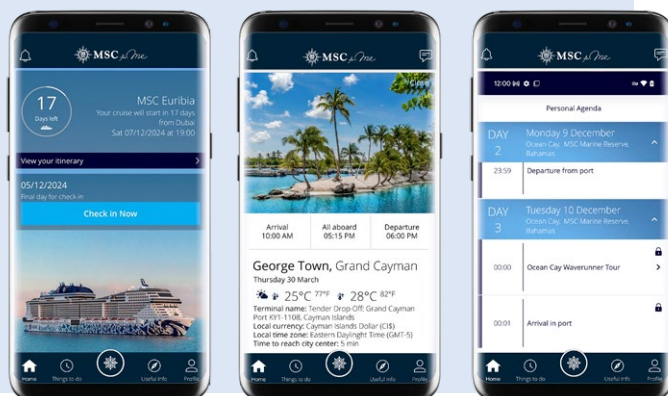 MSC for Me
17
Days left
MSC Euribia
Your cruise will start in 17 days
from Dubai
Sat 07/12/2024 at 19:00
View your itinerary
05/12/2024
Final day for check-in
Check in Now
Home
Things to do
Useful Info
Profile
MSC for Me
Close
Arrival
10:00 AM
All aboard
05:15 PM
Departure
06:00 PM
George Town, Grand Cayman
Thursday 30 March
25°C 77°F 28°C 82°F
Terminal name: Tender Drop-Off: Grand Cayman
Port KY1-1108, Cayman Islands
Local currency: Cayman Islands Dollar (CI$)
Local time zone: Eastern Daylinght Time (GMT-5)
Time to reach city center: 5 min
Home
Things to do
Useful Info
Profile
MSC for Me
12:00
Personal Agenda
DAY
2
Monday 9 December
Ocean Cay, MSC Marine Reserve,
Bahamas
23:59
Departure from port
DAY
3
Tuesday 10 December
Ocean Cay, MSC Marine Reserve,
Bahamas
00:00
Ocean Cay Waverunner Tour
00:01
Arrival in port
Home
Things to do
Useful Info
Profile